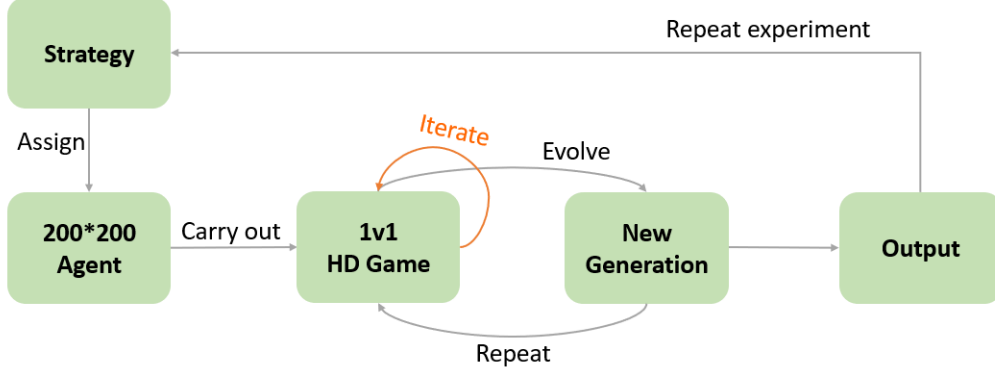 Repeat experiment
Strategy
Assign
Iterate
Evolve
200*200
Agent
Carry out
1v1
HD Game
New
Generation
Output
Repeat